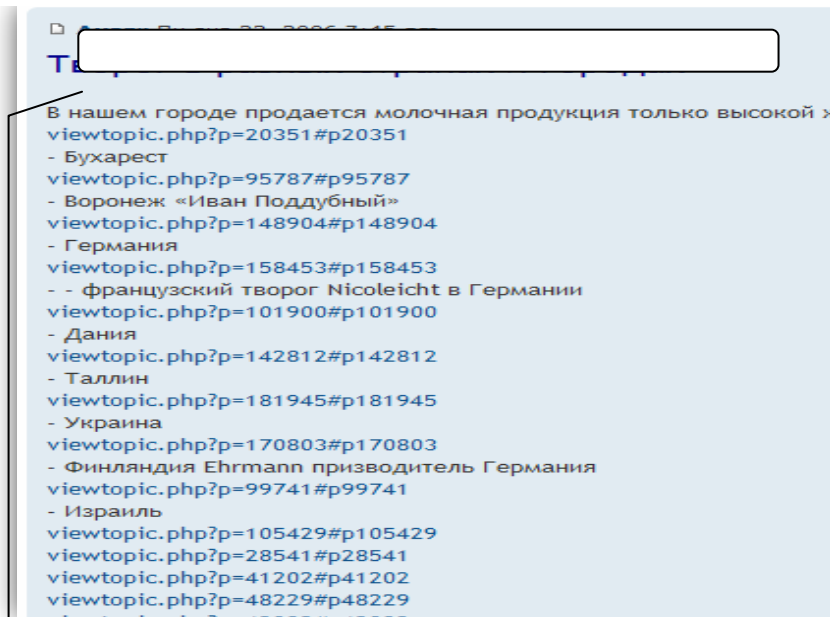 В нашем городе продается молочная продукция только высокой
viewtopic.php?p=20351#p20351
- Бухарест
viewtopic.php?p=95787#p95787
- Воронеж «Иван Поддубный»
viewtopic.php?p=148904#p148904
- Германия
viewtopic.php?p=158453#p158453
- - французский творог Nicoleicht в Германии
viewtopic.php?p=101900#p101900
- Дания
viewtopic.php?p=142812#p142812
- Таллин
viewtopic.php?p=181945#p181945
- Украина
viewtopic.php?p=170803#p170803
- Финляндия Ehrmann призводитель Германия
viewtopic.php?p=99741#p99741
- Израиль
viewtopic.php?p=105429#p105429
viewtopic.php?p=28541#p28541
viewtopic.php?p=41202#p41202
viewtopic.php?p=48229#p48229